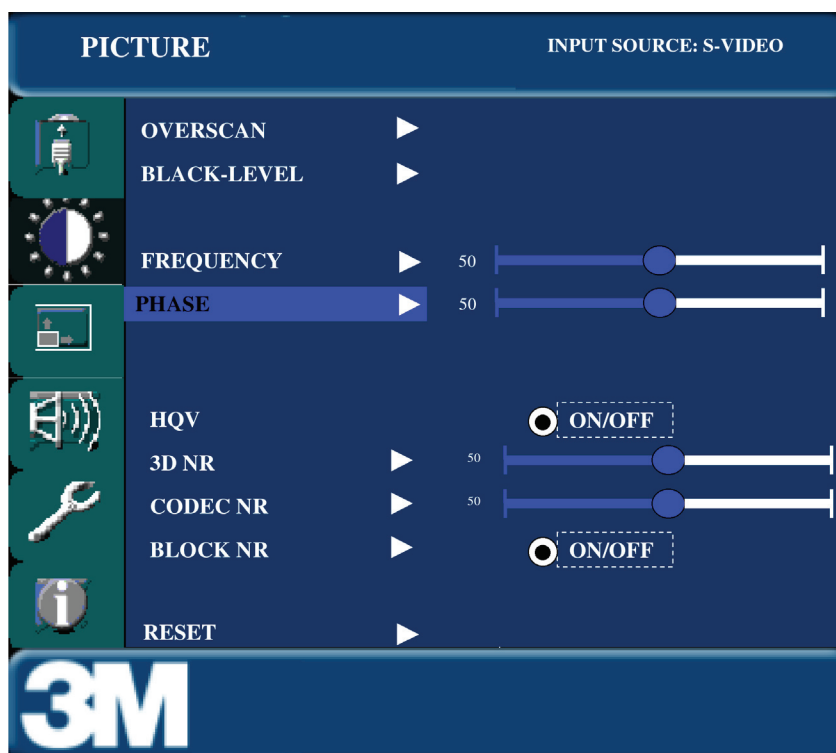 PICTURE INPUT SOURCE: S-VIDEO
OVERSCAN
BLACK-LEVEL
FREQUENCY 50
PHASE 50
HQV ON/OFF
3D NR 50
CODEC NR 50
BLOCK NR ON/OFF
i
RESET
3M